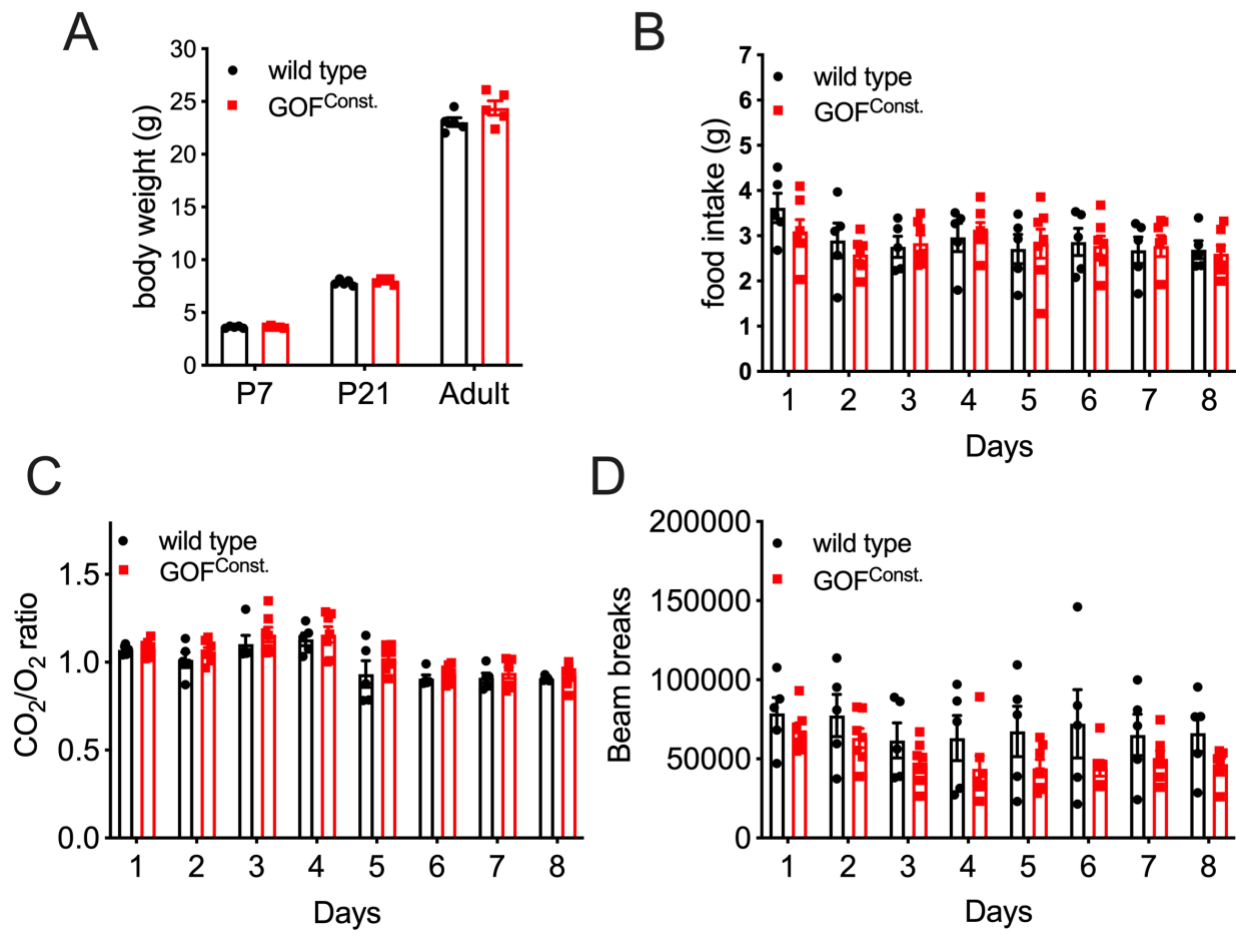 A
body weight (g)
30
25
20
15
10
5
0
wild type
GOFConst.
P7 P21 Adult
B
food intake (g)
7
6
5
4
3
2
1
0
wild type
GOFConst.
1 2 3 4 5 6 7 8
Days
C
CO2/O2 ratio
1.5
1.0
0.5
0.0
wild type
GOFConst.
1 2 3 4 5 6 7 8
Days
D
Beam breaks
200000
150000
100000
50000
0
wild type
GOFConst.
1 2 3 4 5 6 7 8
Days